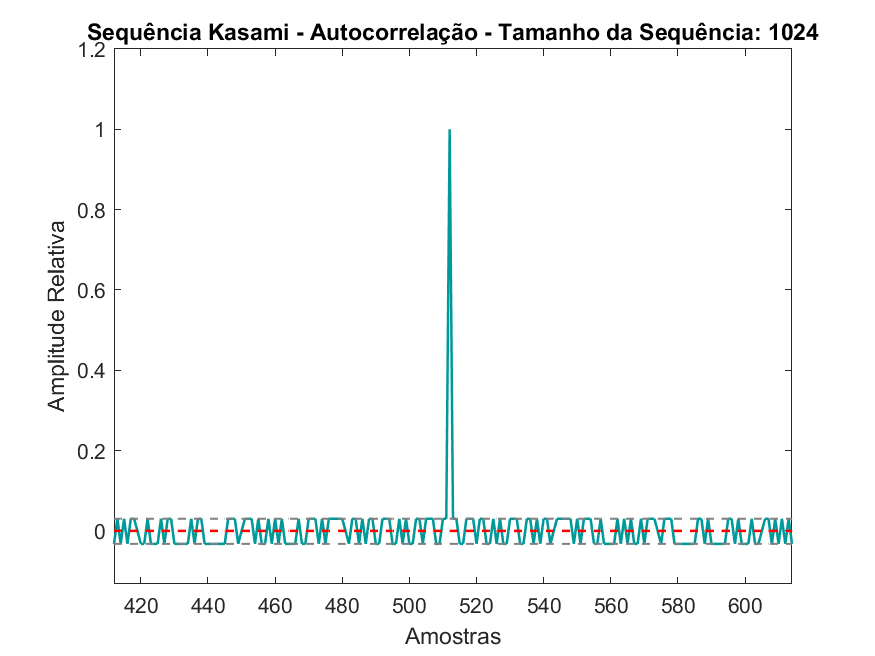 Sequência Kasami - Autocorrelação - Tamanho da Sequência: 1024
1.2
1
0.8
0.6
0.4
0.2
0
Amplitude Relativa
420 440 460 480 500 520 540 560 580 600
Amostras